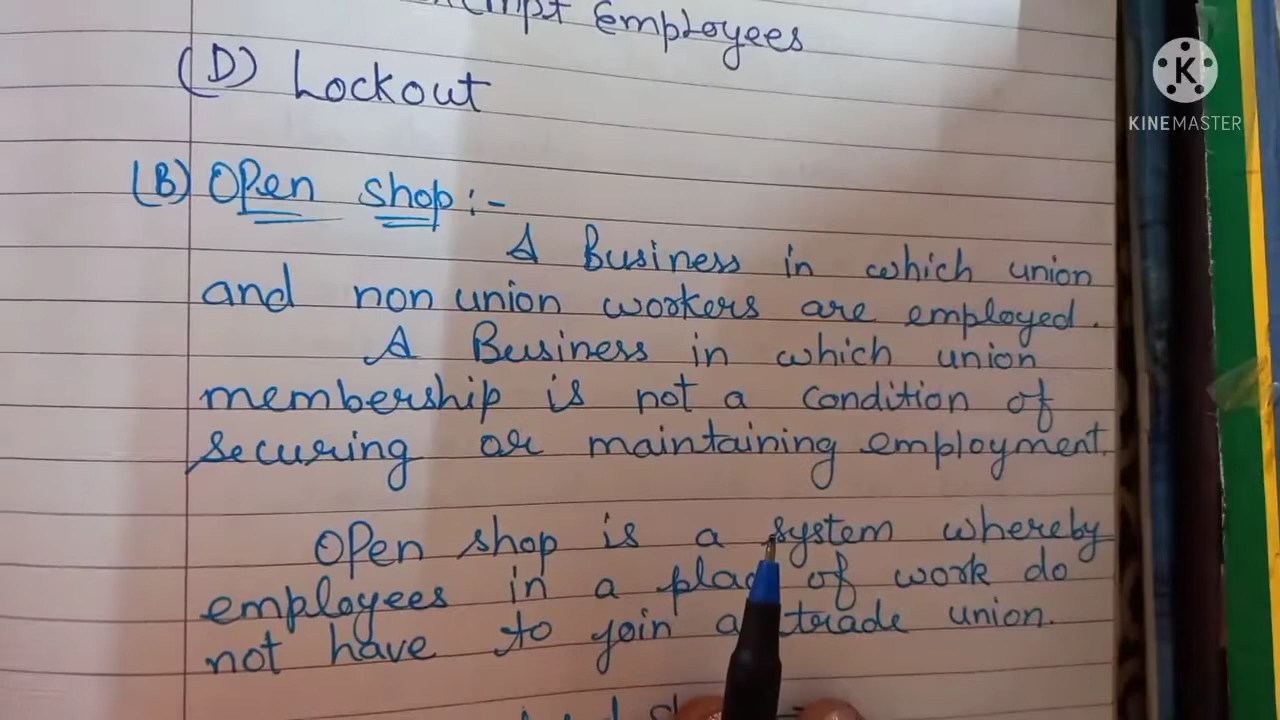 Employees
(D) Lockout
KINEMASTER
(B) Open shop :-
A Business in which union
and non union workers are employed.
A Business in which union
membership is not a condition of
securing or maintaining employment.
Open shop is a system whereby
employees in a place of work do
not have to join a trade union.